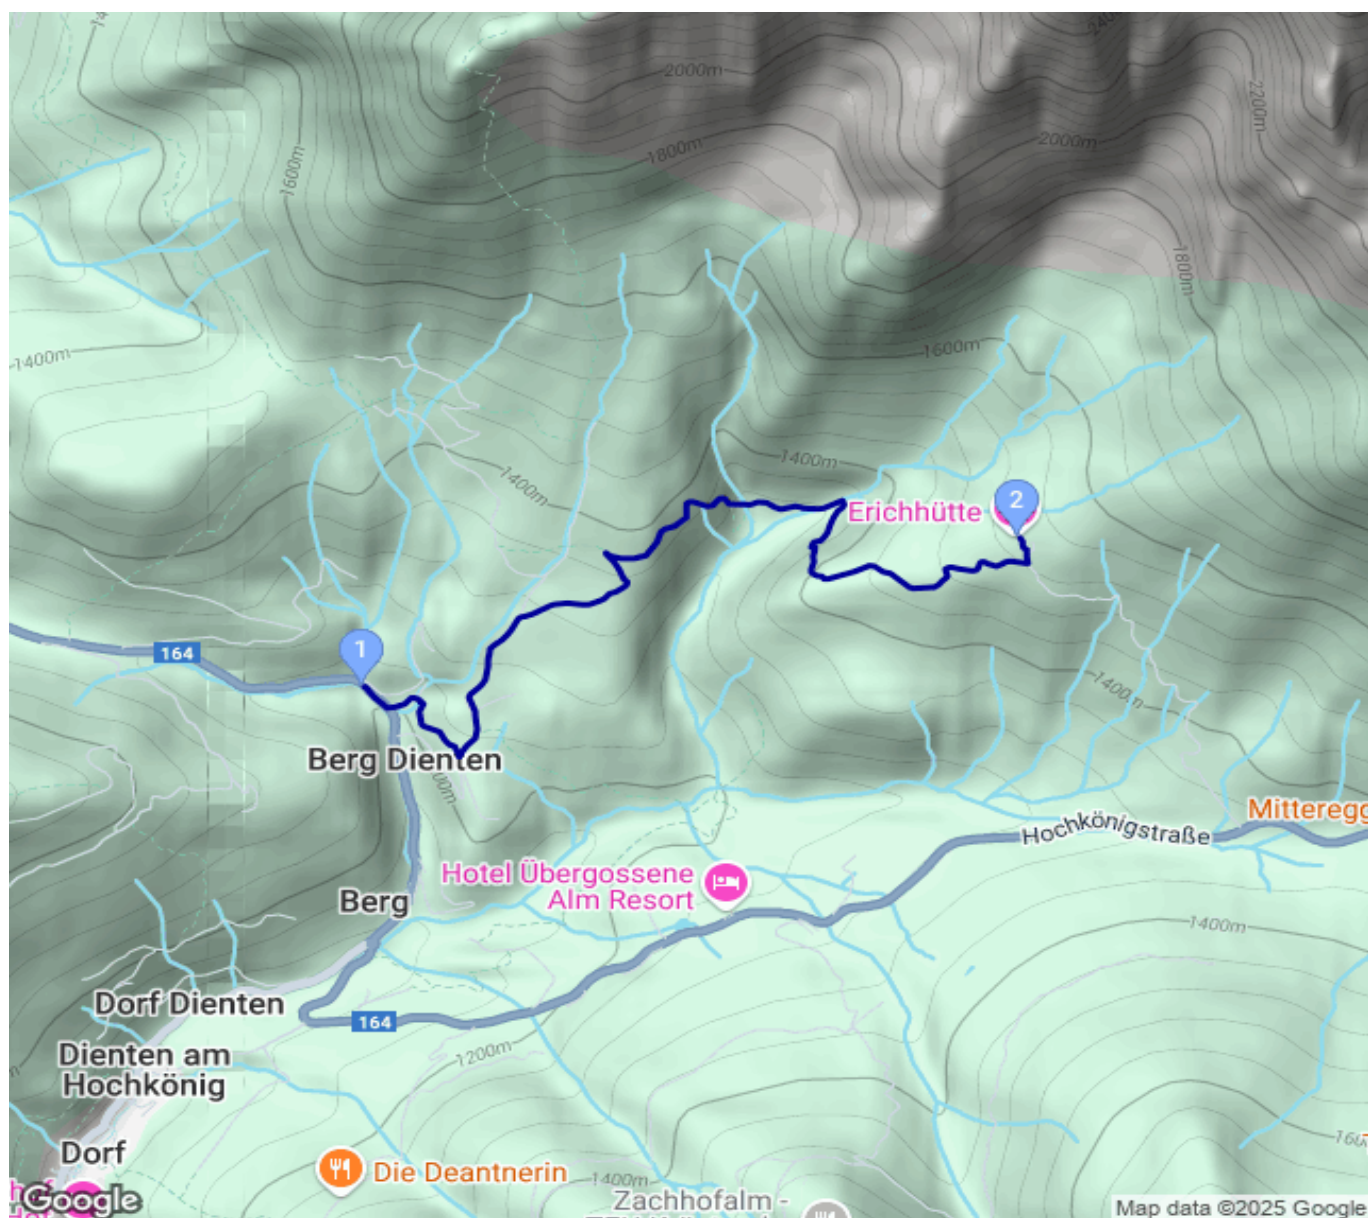 2000m
2200m
2000m
1800m
1600m
1800m
1400m
1600m
1400m
1400m
Erichhütte
2
1
164
1400m
Berg Dienten
Hochkönigstraße
Mitteregg
Hotel Übergossene
Alm Resort
Berg
1400m
Dorf Dienten
164
Dienten am
Hochkönig
1200m
Dorf
Die Deantnerin
1400m
Zachhofalm -
Google
Map data ©2025 Google